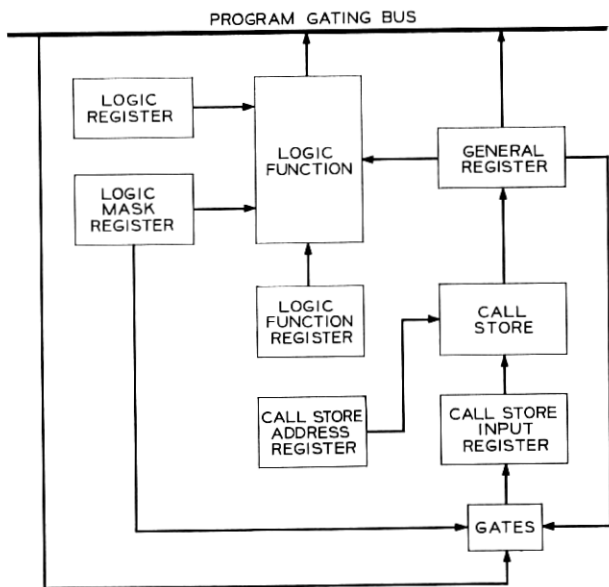 PROGRAM GATING BUS
LOGIC
REGISTER
LOGIC
FUNCTION
GENERAL
REGISTER
LOGIC
MASK
REGISTER
LOGIC
FUNCTION
REGISTER
CALL
STORE
CALL STORE
ADDRESS
REGISTER
CALL STORE
INPUT
REGISTER
GATES